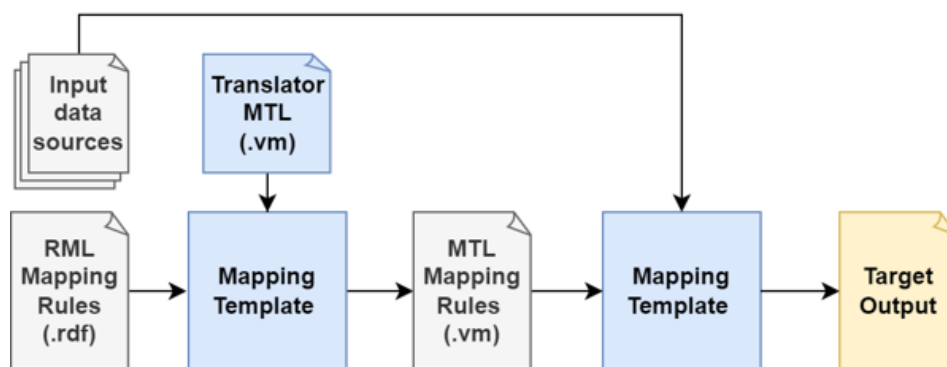 Input
data
sources
Translator
MTL
(.vm)
RML
Mapping
Rules
(.rdf)
Mapping
Template
MTL
Mapping
Rules
(.vm)
Mapping
Template
Target
Output